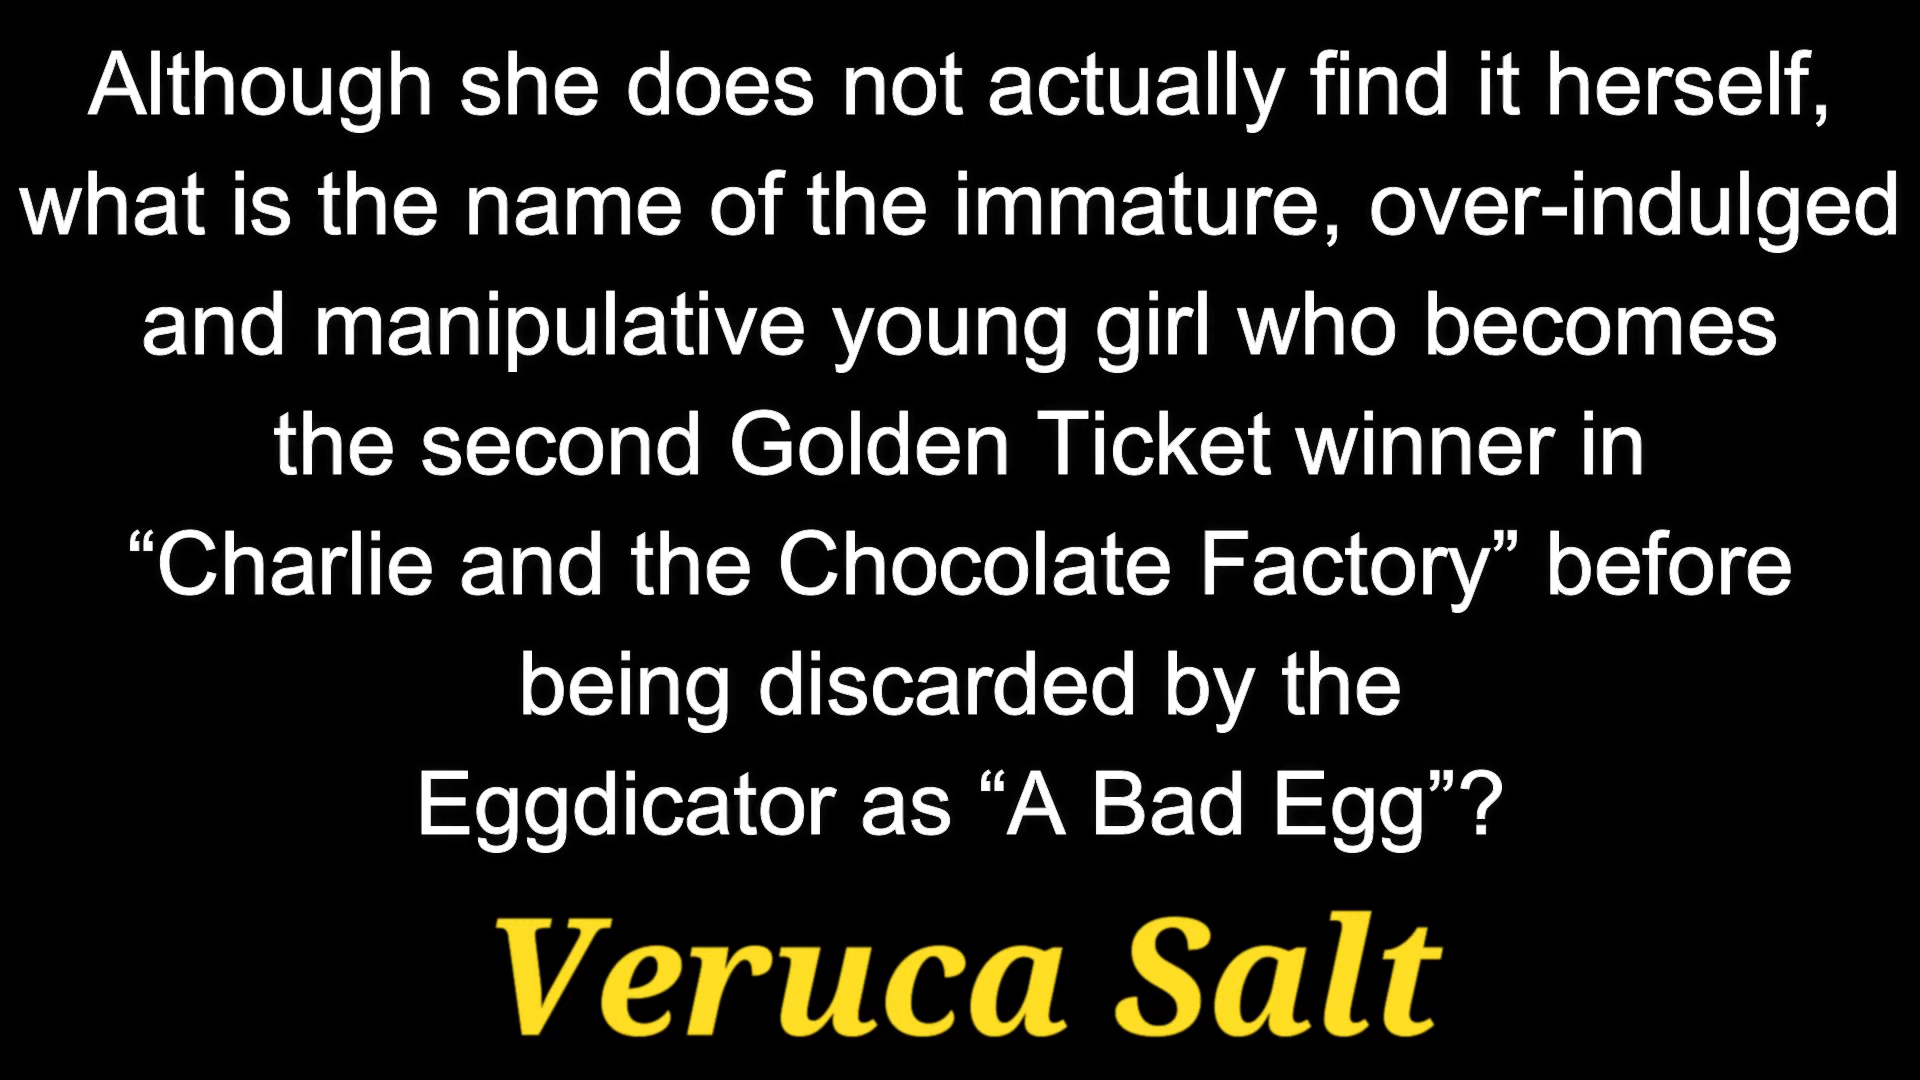 Although she does not actually find it herself,
what is the name of the immature, over-indulged
and manipulative young girl who becomes
the second Golden Ticket winner in
“Charlie and the Chocolate Factory” before
being discarded by the
Eggdicator as “A Bad Egg”?
Veruca Salt